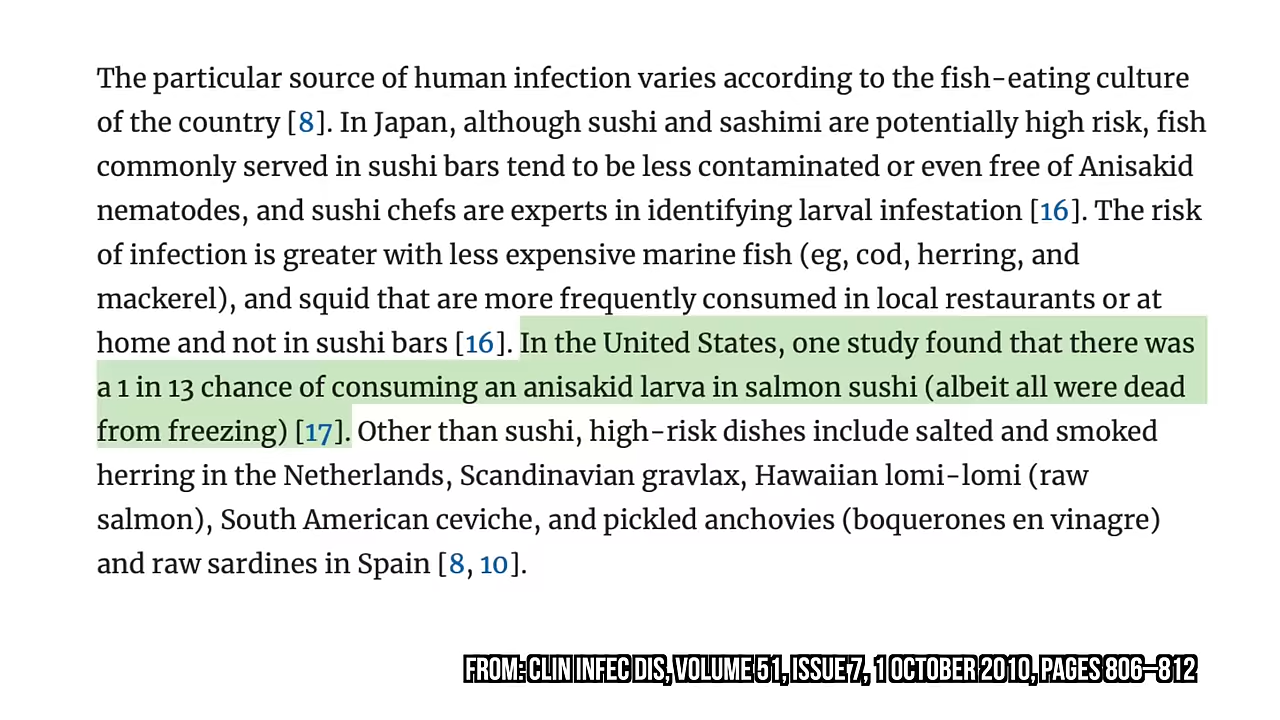 The particular source of human infection varies according to the fish-eating culture
of the country [8]. In Japan, although sushi and sashimi are potentially high risk, fish
commonly served in sushi bars tend to be less contaminated or even free of Anisakid
nematodes, and sushi chefs are experts in identifying larval infestation [16]. The risk
of infection is greater with less expensive marine fish (eg, cod, herring, and
mackerel), and squid that are more frequently consumed in local restaurants or at
home and not in sushi bars [16]. In the United States, one study found that there was
a 1 in 13 chance of consuming an anisakid larva in salmon sushi (albeit all were dead
from freezing) [17]. Other than sushi, high-risk dishes include salted and smoked
herring in the Netherlands, Scandinavian gravlax, Hawaiian lomi-lomi (raw
salmon), South American ceviche, and pickled anchovies (boquerones en vinagre)
and raw sardines in Spain [8, 10].
FROM: CLIN INFEC DIS, VOLUME 51, ISSUE 7, 1 OCTOBER 2010, PAGES 806–812